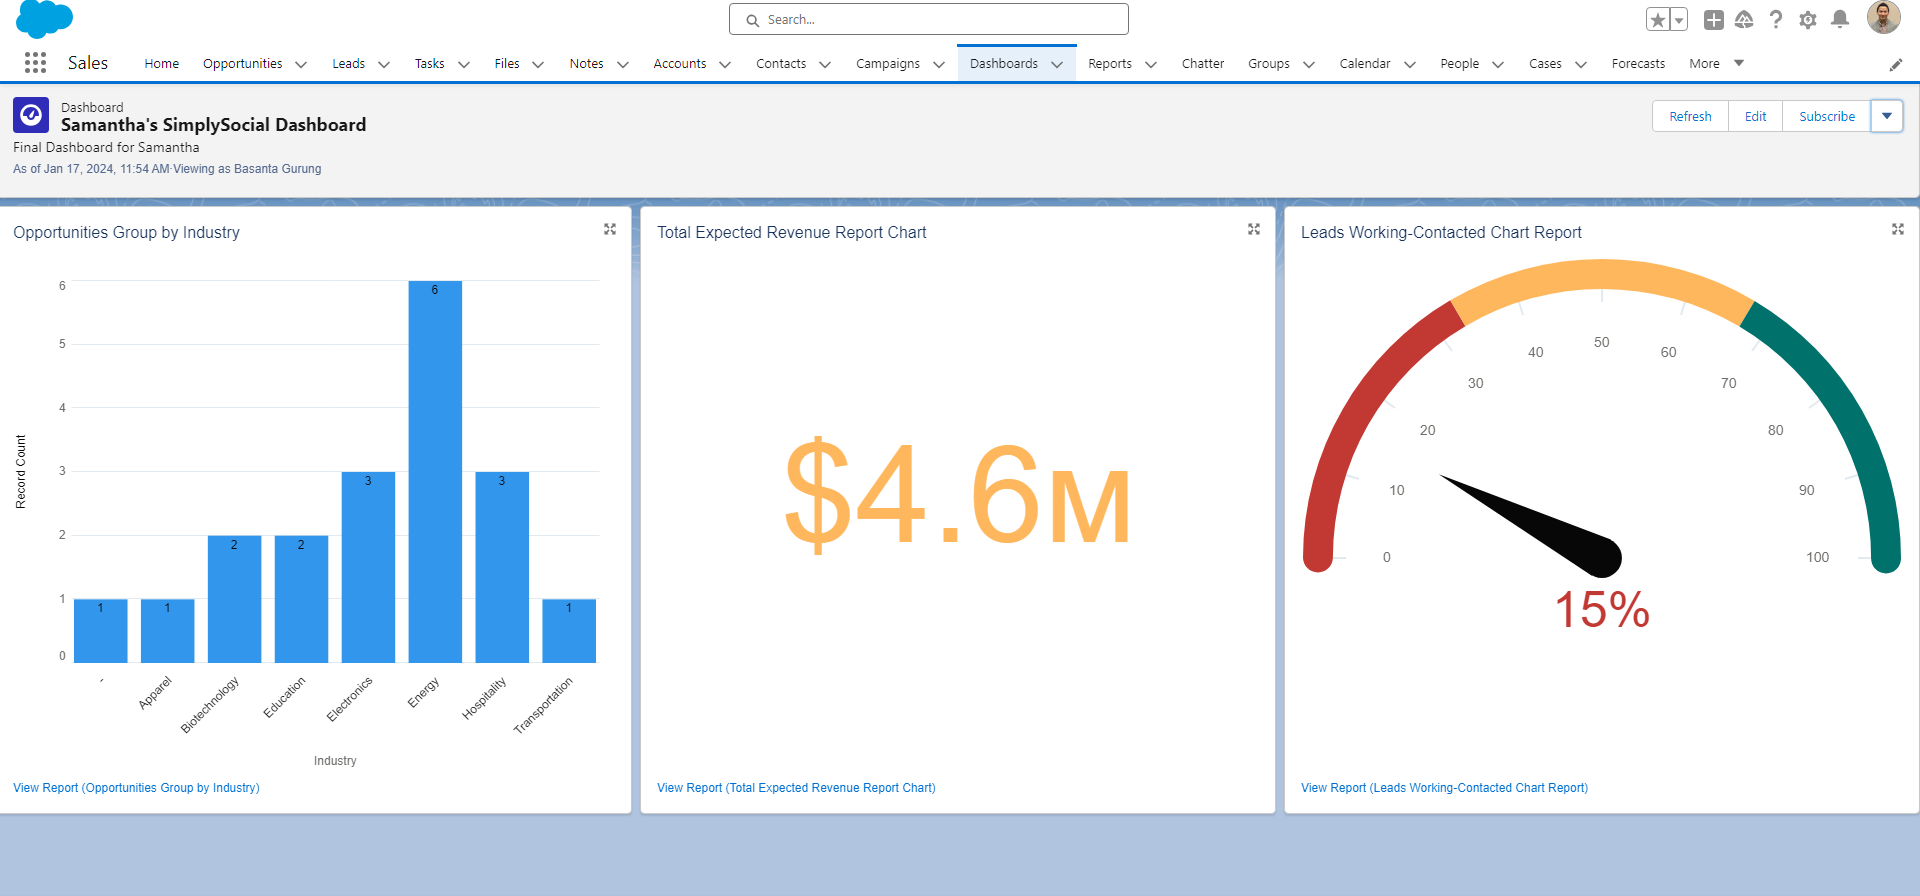 Search...
Sales
Home Opportunities Leads Tasks Files Notes Accounts Contacts Campaigns Dashboards Reports Chatter Groups Calendar People Cases Forecasts More
Dashboard
Samantha's SimplySocial Dashboard
Final Dashboard for Samantha
As of Jan 17, 2024, 11:54 AM·Viewing as Basanta Gurung
Refresh Edit Subscribe
Opportunities Group by Industry
6
5
4
3
2
1
0
Record Count
1 1 2 2 3 6 3 1
- Apparel Biotechnology Education Electronics Energy Hospitality Transportation
Industry
View Report (Opportunities Group by Industry)
Total Expected Revenue Report Chart
$4.6M
View Report (Total Expected Revenue Report Chart)
Leads Working-Contacted Chart Report
0 10 20 30 40 50 60 70 80 90 100
15%
View Report (Leads Working-Contacted Chart Report)